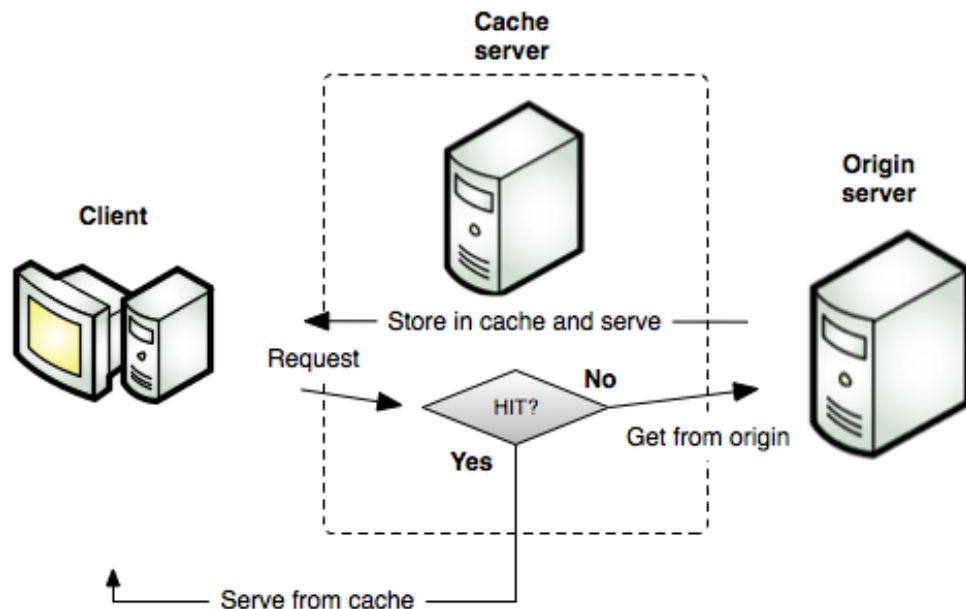 Cache
server
Origin
server
Client
Store in cache and serve
Request
No
HIT?
Get from origin
Yes
Serve from cache